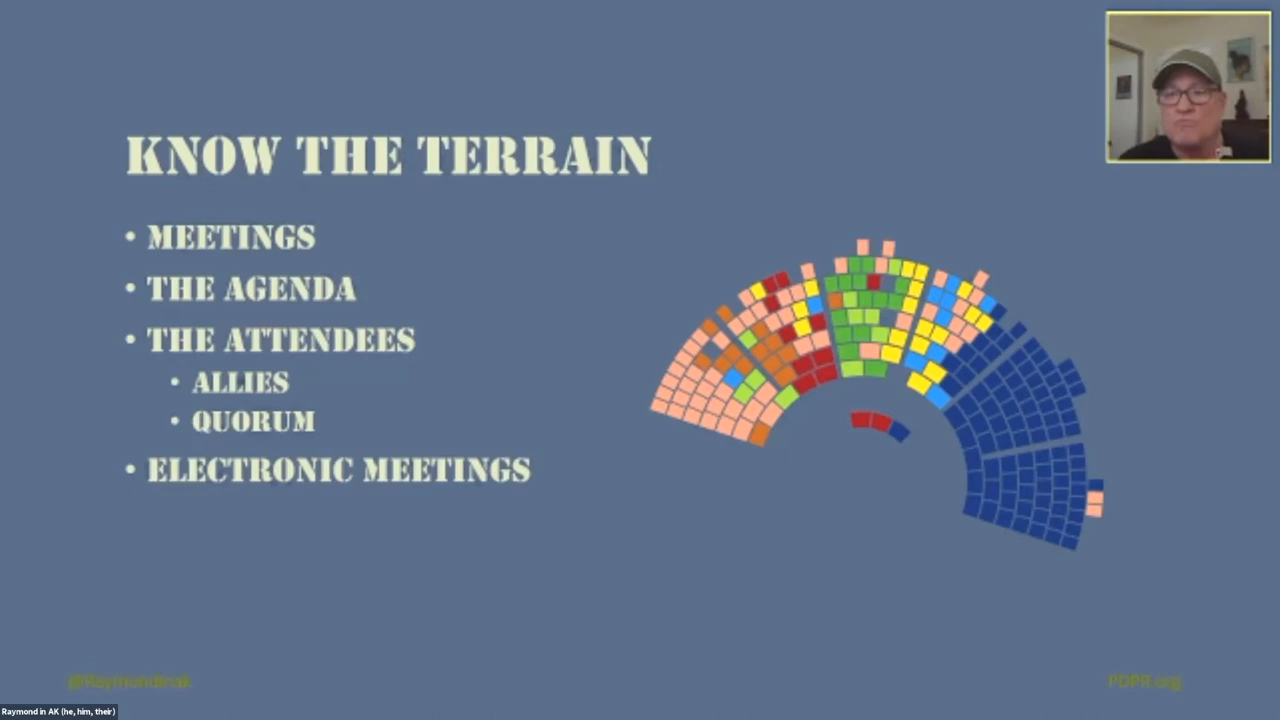 KNOW THE TERRAIN
• MEETINGS
• THE AGENDA
• THE ATTENDEES
• ALLIES
• QUORUM
• ELECTRONIC MEETINGS
@Raymondinak
PDPR.org
Raymond in AK (he, him, their)